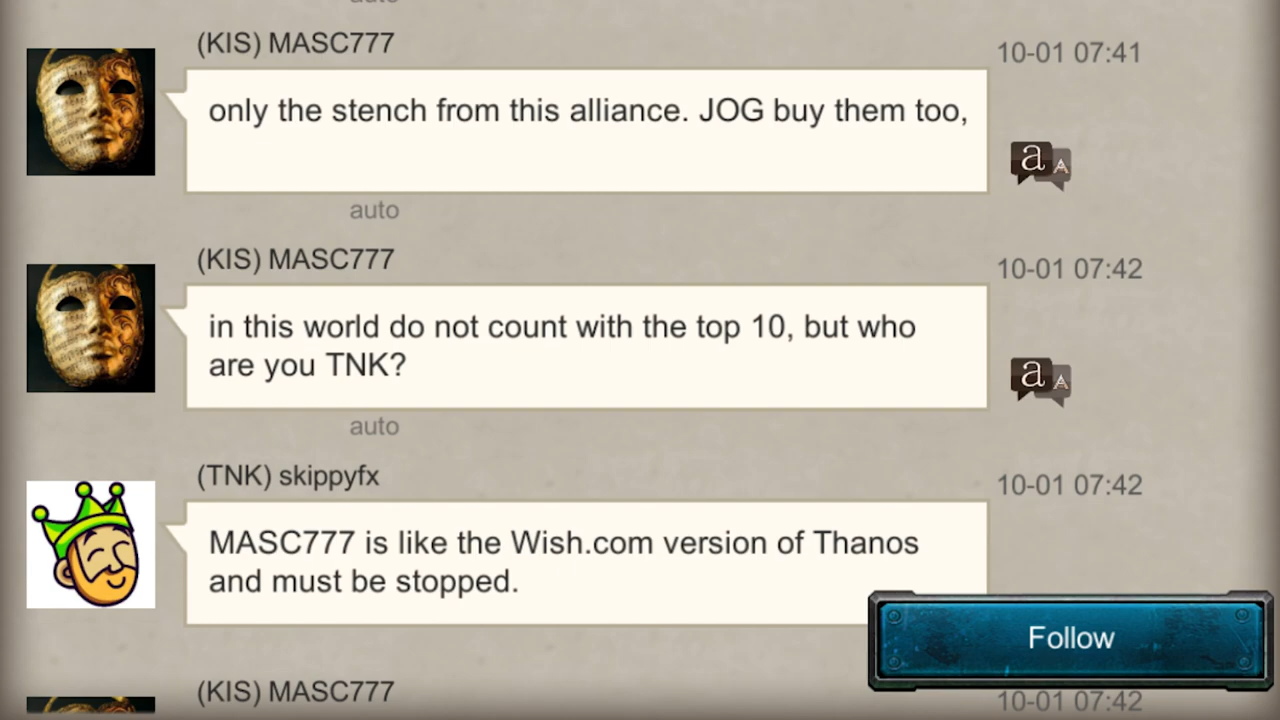 auto
(KIS) MASC777
10-01 07:41
only the stench from this alliance. JOG buy them too,
auto
(KIS) MASC777
10-01 07:42
in this world do not count with the top 10, but who
are you TNK?
auto
(TNK) skippyfx
10-01 07:42
MASC777 is like the Wish.com version of Thanos
and must be stopped.
Follow
(KIS) MASC777
10-01 07:42